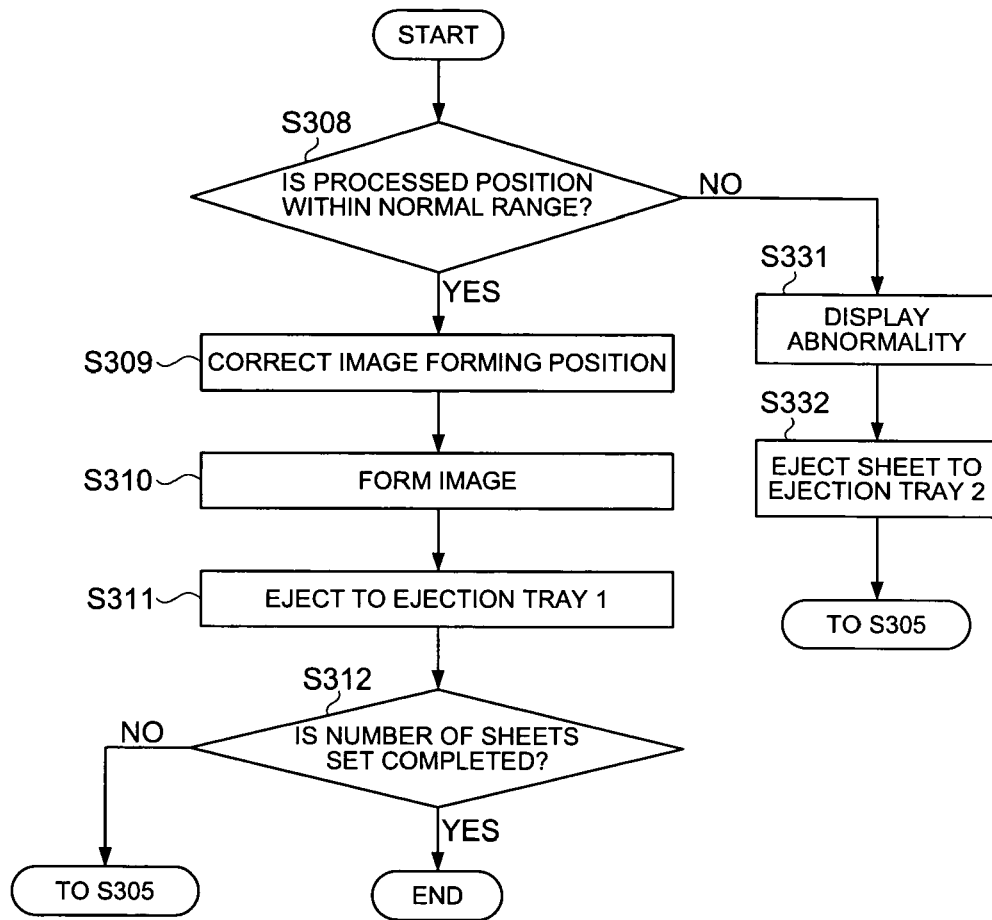 START
S308
IS PROCESSED POSITION
WITHIN NORMAL RANGE?
NO
YES
S331
DISPLAY
ABNORMALITY
S309
CORRECT IMAGE FORMING POSITION
S332
EJECT SHEET TO
EJECTION TRAY 2
S310
FORM IMAGE
S311
EJECT TO EJECTION TRAY 1
TO S305
S312
IS NUMBER OF SHEETS
SET COMPLETED?
NO
YES
TO S305
END